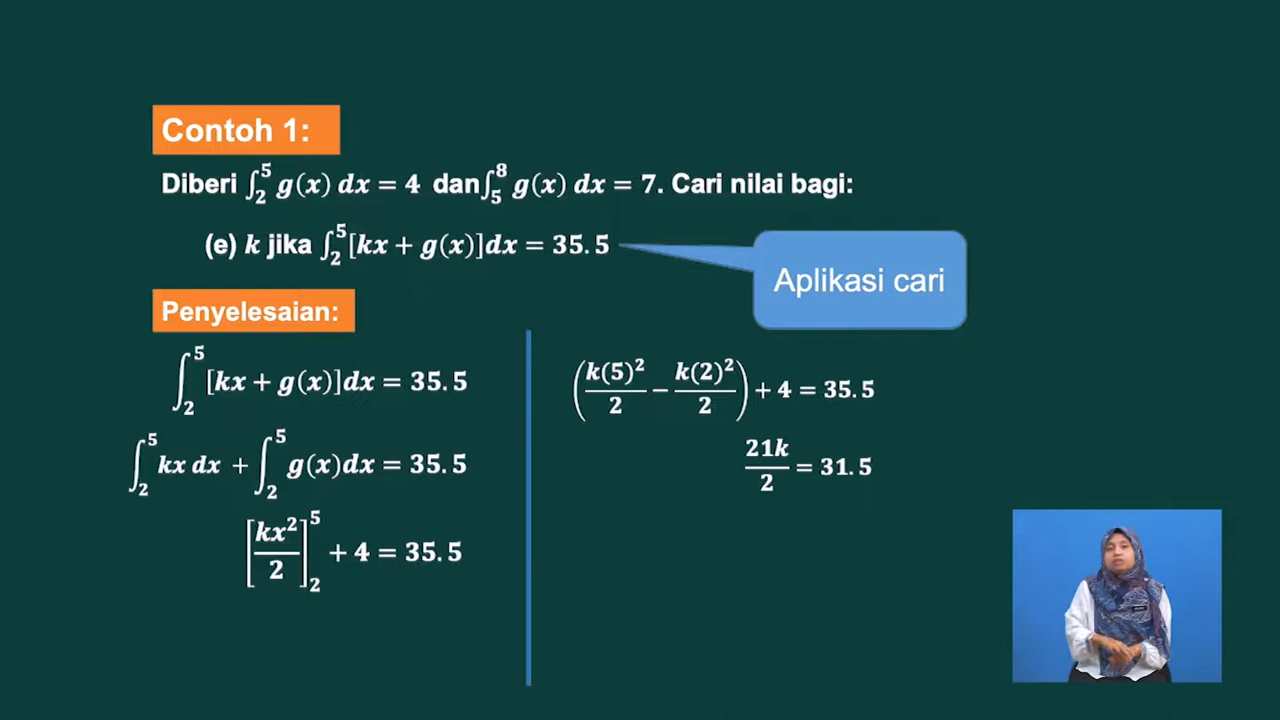 Contoh 1:
Diberi ∫₂⁵ g(x) dx = 4 dan ∫₅⁸ g(x) dx = 7. Cari nilai bagi:
(e) k jika ∫₂⁵ [kx + g(x)]dx = 35.5
Aplikasi cari
Penyelesaian:
∫₂⁵ [kx + g(x)]dx = 35.5
∫₂⁵ kx dx + ∫₂⁵ g(x)dx = 35.5
[kx²/2]₂⁵ + 4 = 35.5
(k(5)²/2 − k(2)²/2) + 4 = 35.5
21k/2 = 31.5